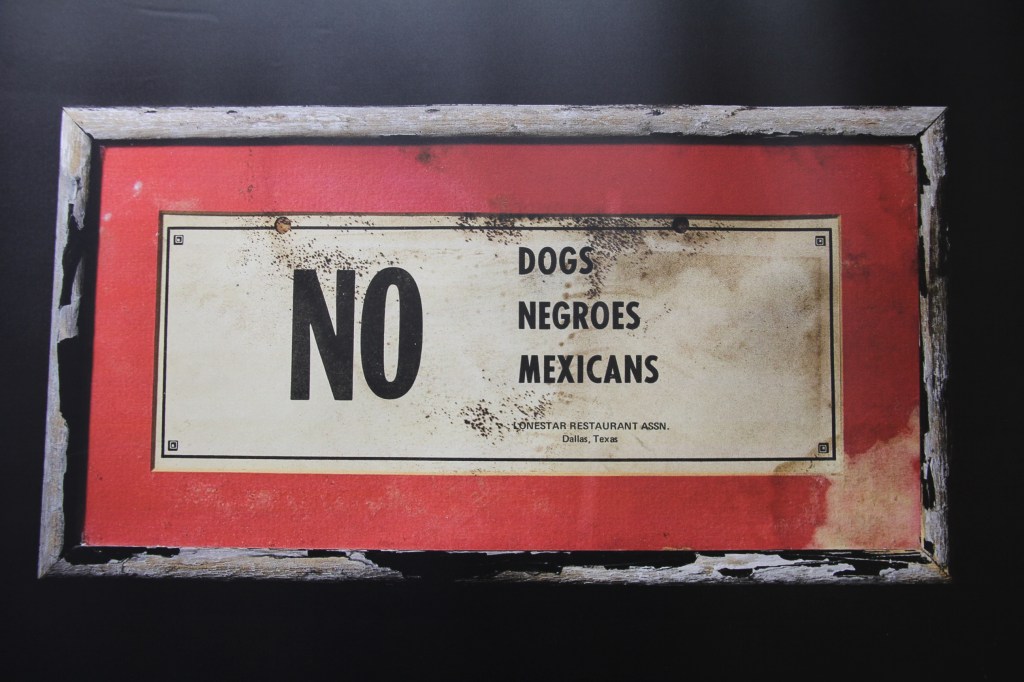 NO
DOGS
NEGROES
MEXICANS
LONESTAR RESTAURANT ASSN.
Dallas, Texas